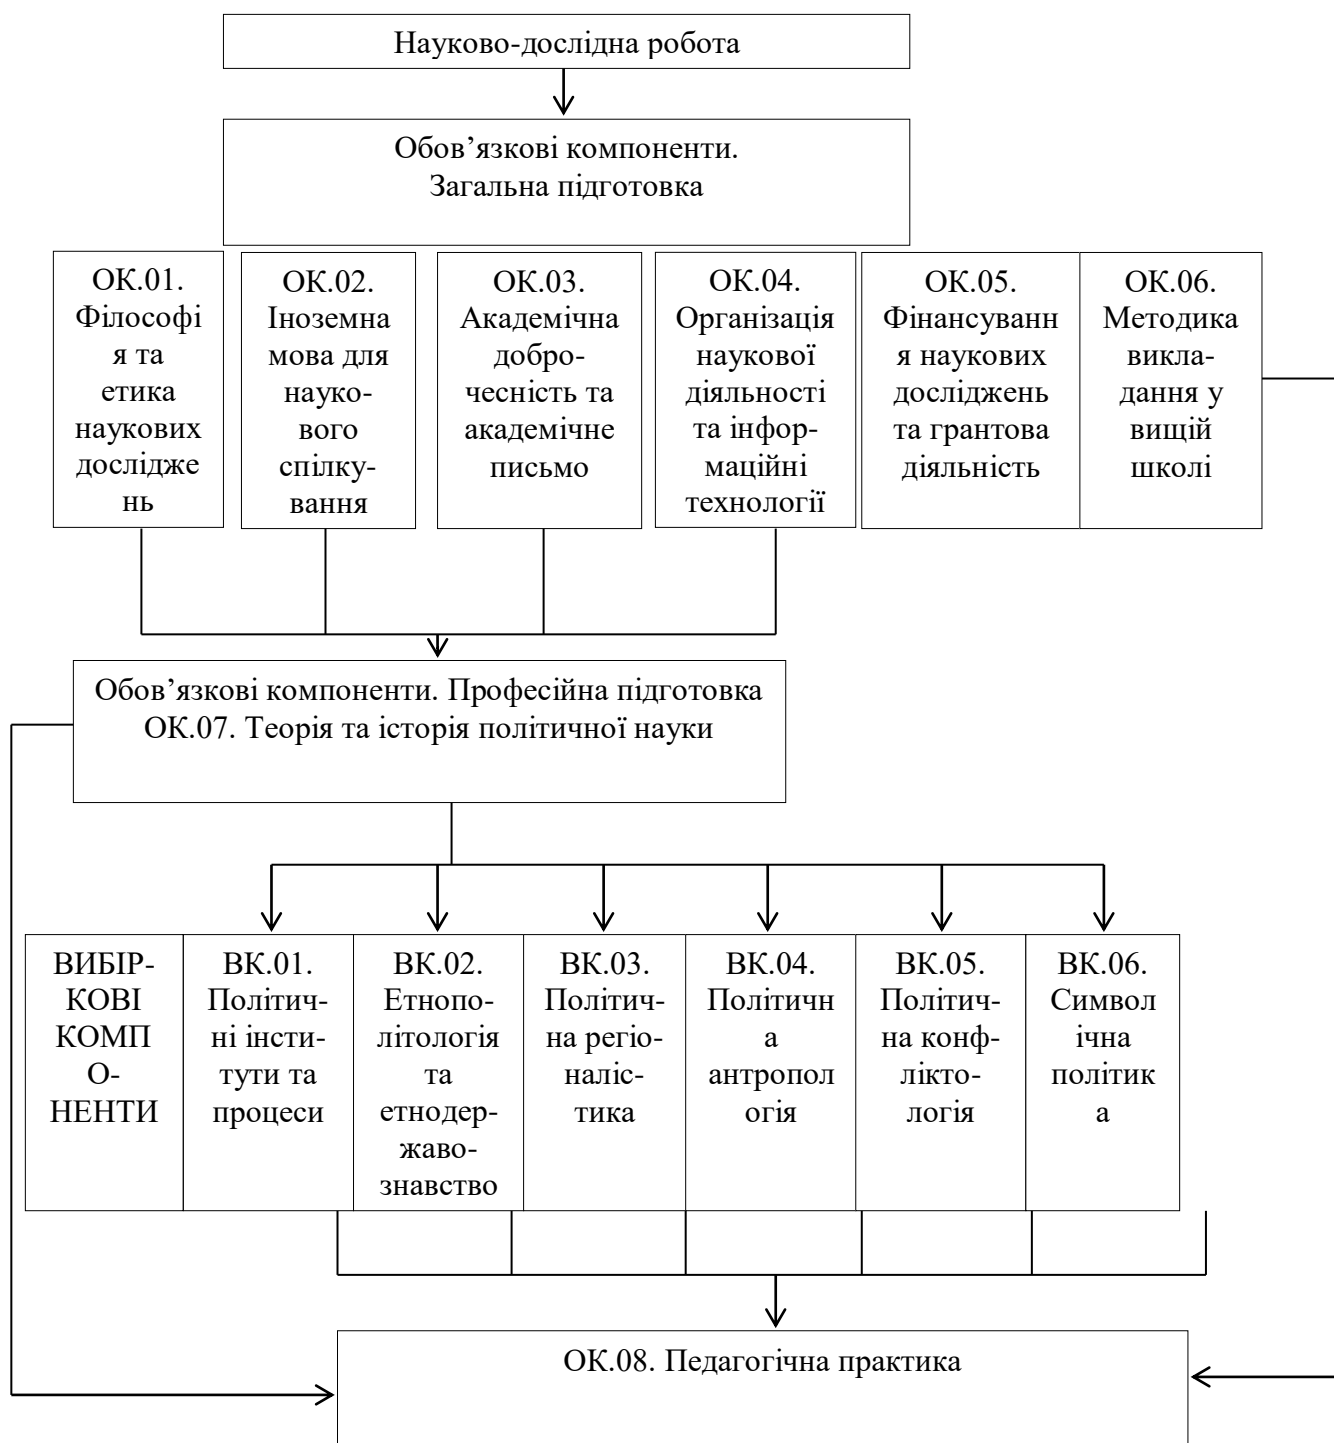 Науково-дослідна робота
Обов’язкові компоненти.
Загальна підготовка
ОК.01.
Філософі
я та
етика
наукових
дослідже
нь
ОК.02.
Іноземна
мова для
науко-
вого
спілку-
вання
ОК.03.
Академічна
добро-
чесність та
академічне
письмо
ОК.04.
Організація
наукової
діяльності
та інфор-
маційні
технології
ОК.05.
Фінансуванн
я наукових
досліджень
та грантова
діяльність
ОК.06.
Методика
викла-
дання у
вищій
школі
Обов’язкові компоненти. Професійна підготовка
ОК.07. Теорія та історія політичної науки
ВИБІР-
КОВІ
КОМП
О-
НЕНТИ
ВК.01.
Політич-
ні інсти-
тути та
процеси
ВК.02.
Етнопо-
літологія
та
етнодер-
жаво-
знавство
ВК.03.
Політич-
на регіо-
наліс-
тика
ВК.04.
Політичн
а
антропол
огія
ВК.05.
Політич-
на конф-
лікто-
логія
ВК.06.
Символ
ічна
політик
а
ОК.08. Педагогічна практика